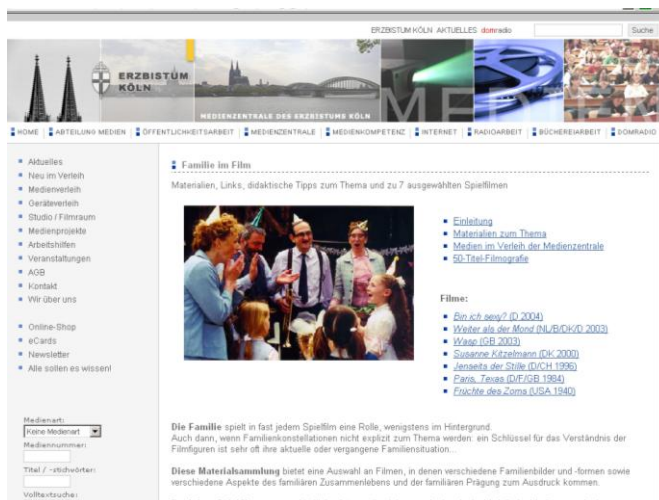 ERZBISTUM KÖLN AKTUELLES domradio
Suche
ERZBISTUM
KÖLN
MEDIENZENTRALE DES ERZBISTUMS KÖLN
MEDIEN
HOME
ABTEILUNG MEDIEN
ÖFFENTLICHKEITSARBEIT
MEDIENZENTRALE
MEDIENKOMPETENZ
INTERNET
RADIOARBEIT
BÜCHEREIARBEIT
DOMRADIO
Aktuelles
Neu im Verleih
Medienverleih
Geräteverleih
Studio / Filmraum
Medienprojekte
Arbeitshilfen
Veranstaltungen
AGB
Kontakt
Wir über uns
Online-Shop
eCards
Newsletter
Alle sollen es wissen!
Medienart:
Keine Medienart
Mediennummer:
Titel / -stichwörter:
Volltextsuche:
Familie im Film
Materialien, Links, didaktische Tipps zum Thema und zu 7 ausgewählten Spielfilmen
Einleitung
Materialien zum Thema
Medien im Verleih der Medienzentrale
50-Titel-Filmografie
Filme:
Bin ich sexy? (D 2004)
Weiter als der Mond (NL/B/DK/D 2003)
Wasp (GB 2003)
Susanne Kitzelmann (DK 2000)
Jenseits der Stille (D/CH 1996)
Paris, Texas (D/F/GB 1984)
Früchte des Zorns (USA 1940)
Die Familie spielt in fast jedem Spielfilm eine Rolle, wenigstens im Hintergrund.
Auch dann, wenn Familienkonstellationen nicht explizit zum Thema werden: ein Schlüssel für das Verständnis der
Filmfiguren ist sehr oft ihre aktuelle oder vergangene Familiensituation...
Diese Materialsammlung bietet eine Auswahl an Filmen, in denen verschiedene Familienbilder und -formen sowie
verschiedene Aspekte des familiären Zusammenlebens und der familiären Prägung zum Ausdruck kommen.